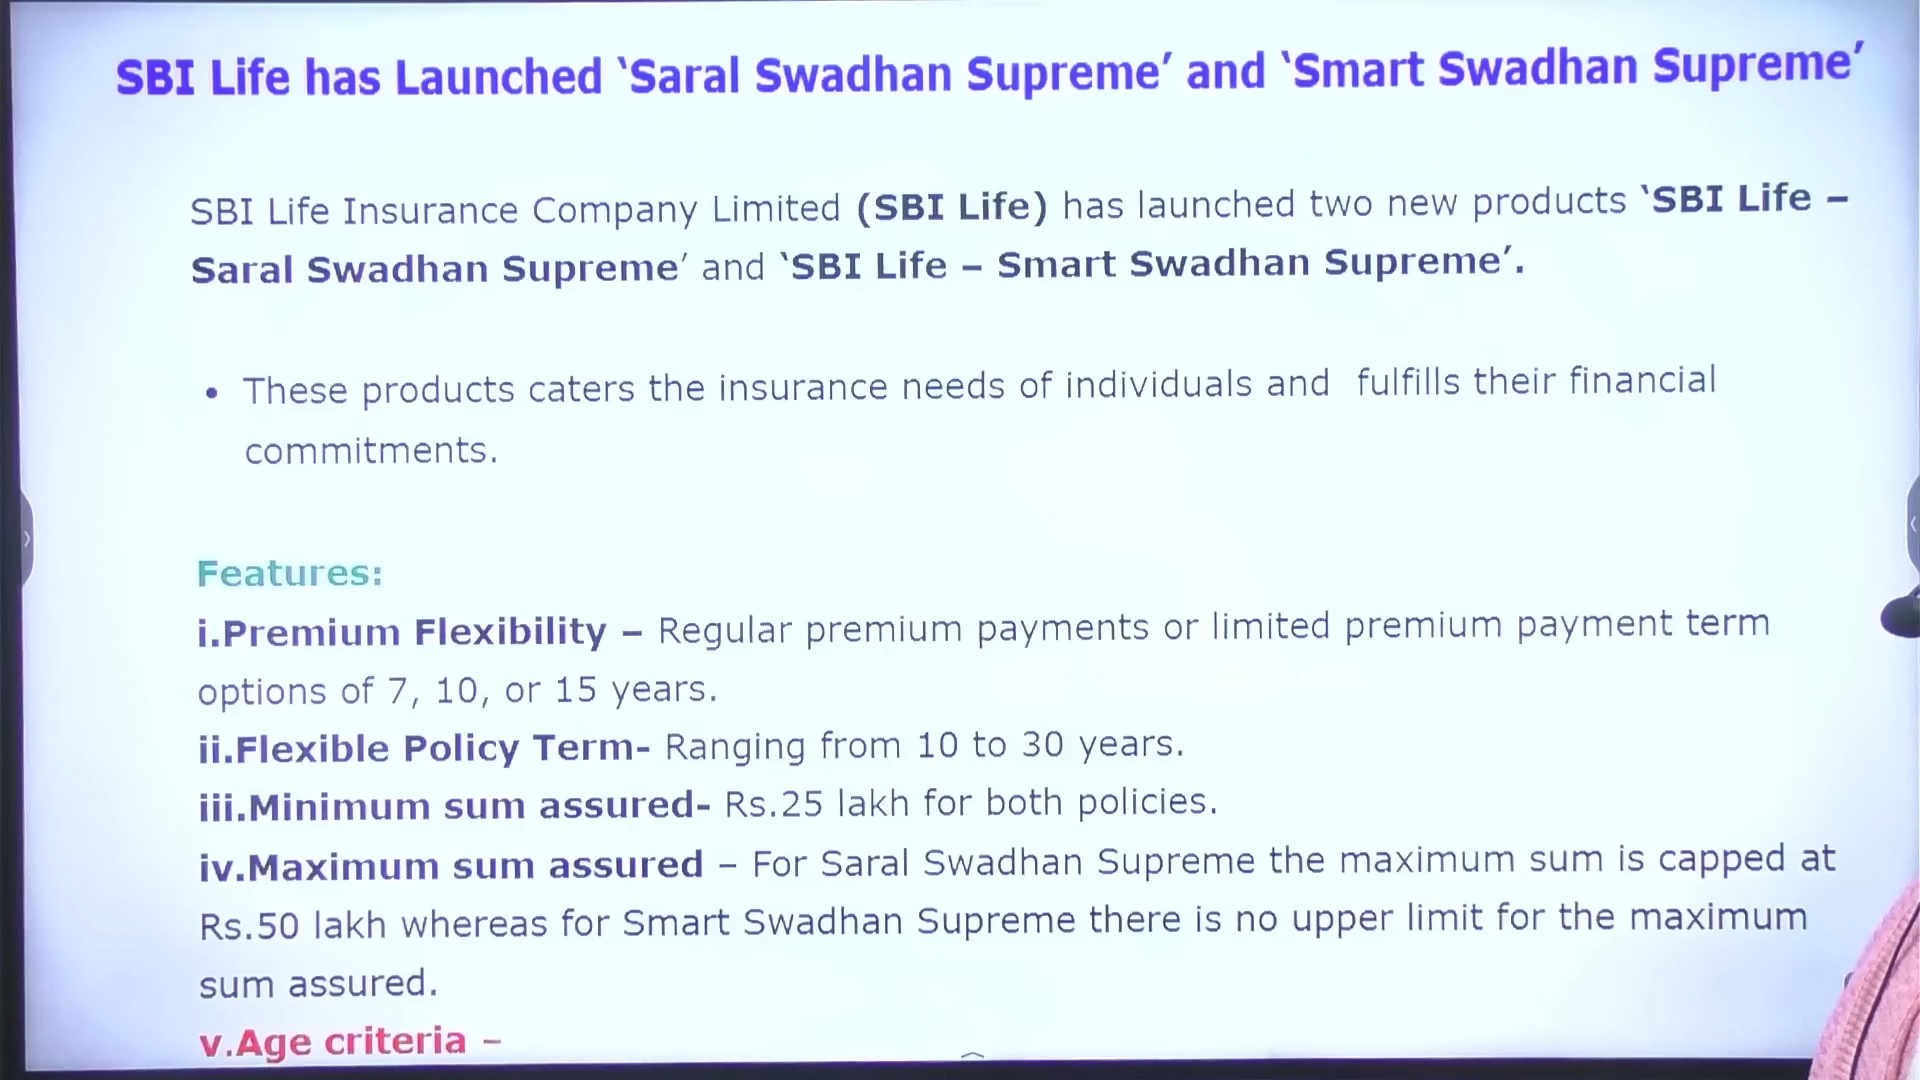 SBI Life has Launched ‘Saral Swadhan Supreme’ and ‘Smart Swadhan Supreme’
SBI Life Insurance Company Limited (SBI Life) has launched two new products ‘SBI Life –
Saral Swadhan Supreme’ and ‘SBI Life – Smart Swadhan Supreme’.
• These products caters the insurance needs of individuals and  fulfills their financial
commitments.
Features:
i.Premium Flexibility – Regular premium payments or limited premium payment term
options of 7, 10, or 15 years.
ii.Flexible Policy Term- Ranging from 10 to 30 years.
iii.Minimum sum assured- Rs.25 lakh for both policies.
iv.Maximum sum assured – For Saral Swadhan Supreme the maximum sum is capped at
Rs.50 lakh whereas for Smart Swadhan Supreme there is no upper limit for the maximum
sum assured.
v.Age criteria –